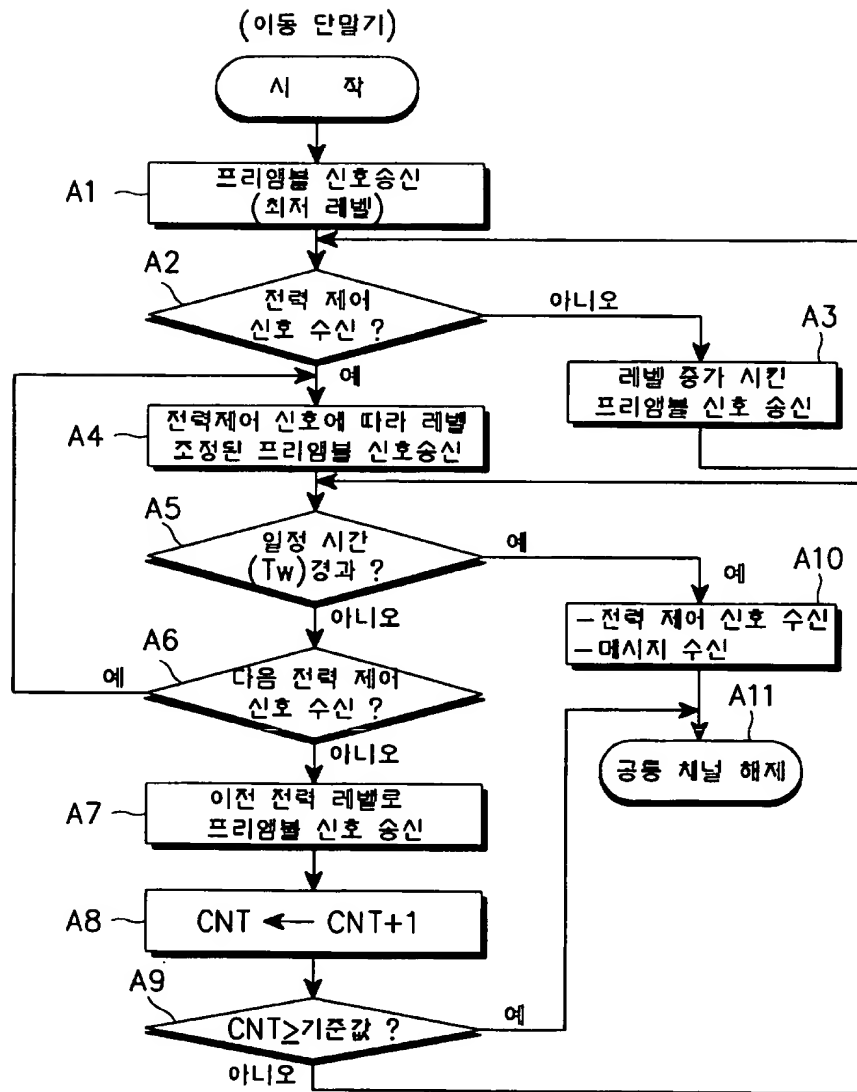 (이동 단말기)
시 작
A1
프리앰블 신호송신
(최저 레벨)
A2
전력 제어
신호 수신 ?
아니오
예
A3
레벨 증가 시킨
프리앰블 신호 송신
A4
전력제어 신호에 따라 레벨
조정된 프리앰블 신호송신
A5
일정 시간
(Tw)경과 ?
예
예
아니오
A10
-전력 제어 신호 수신
-메시지 수신
A6
다음 전력 제어
신호 수신 ?
예
아니오
A11
공통 채널 해제
A7
이전 전력 레벨로
프리앰블 신호 송신
A8
CNT ← CNT+1
A9
CNT≥기준값 ?
예
아니오